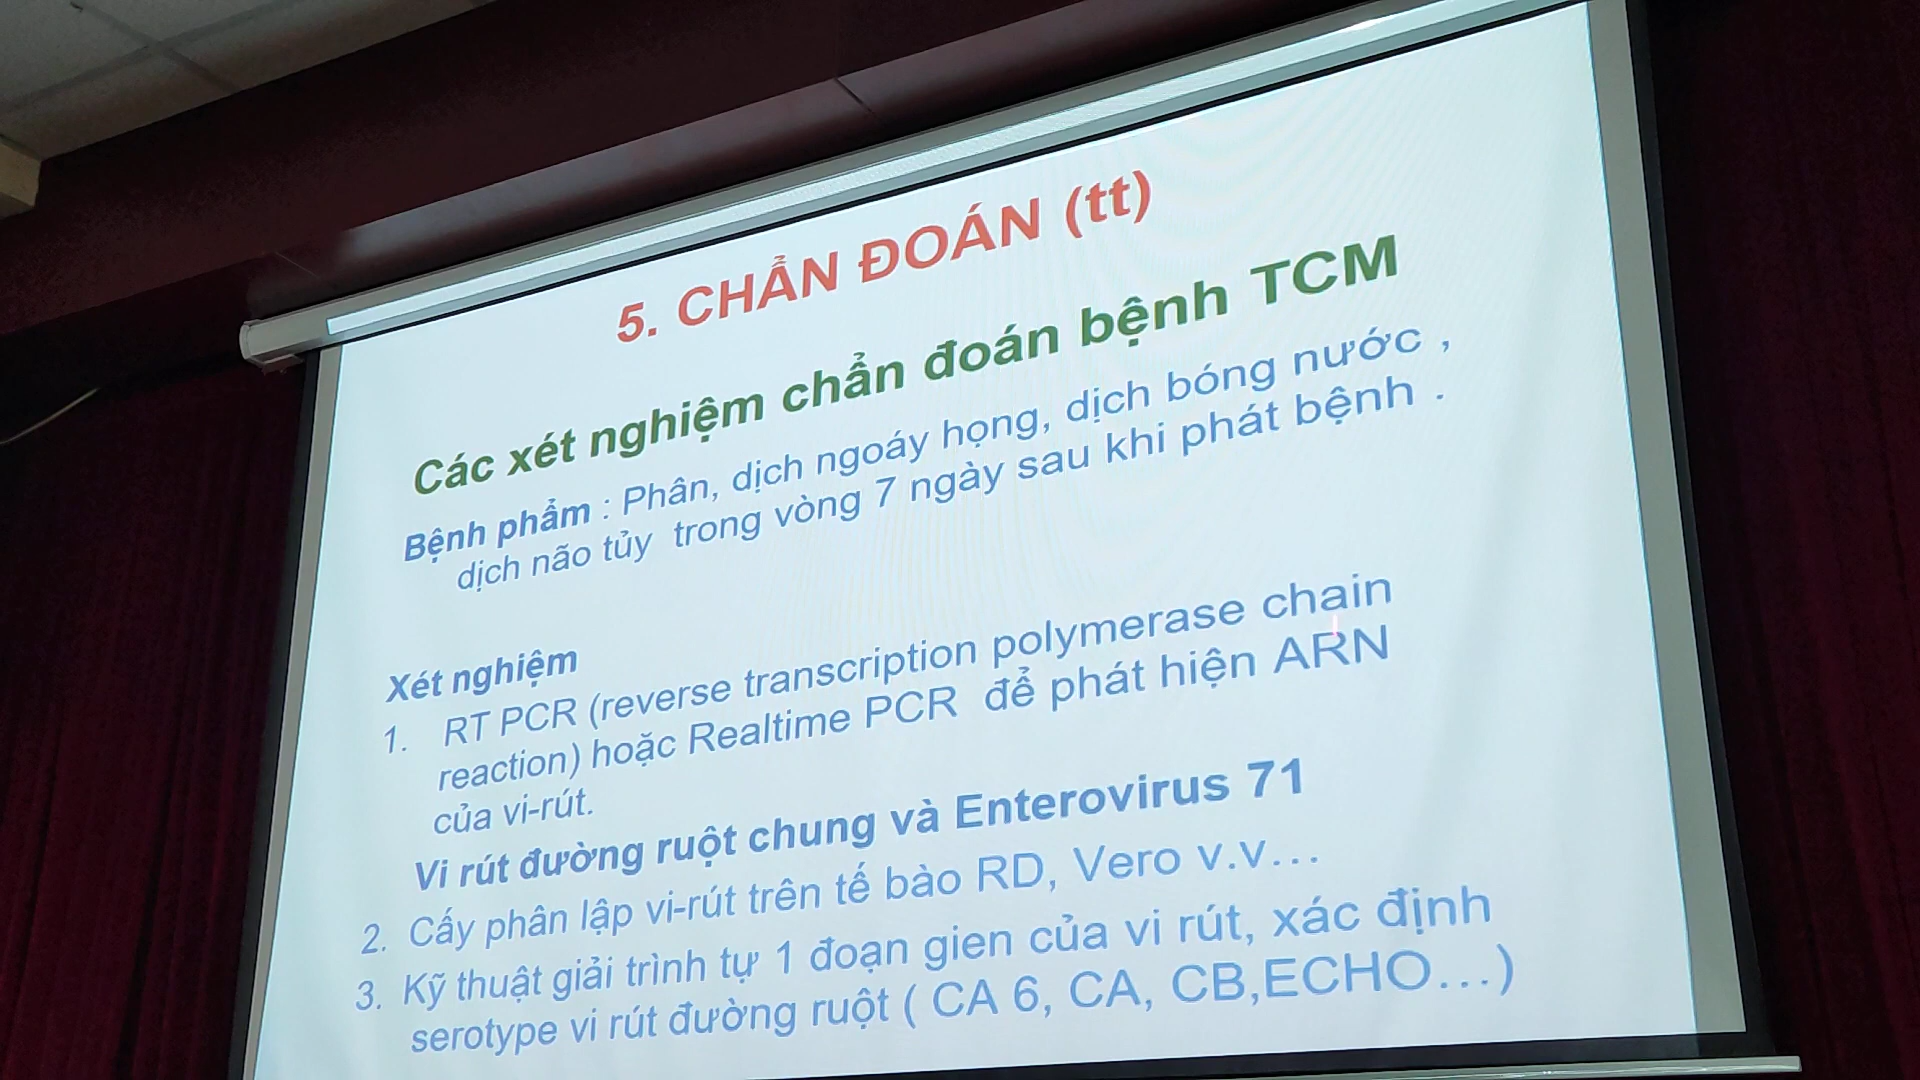 5. CHẨN ĐOÁN (tt)
Các xét nghiệm chẩn đoán bệnh TCM
Bệnh phẩm : Phân, dịch ngoáy họng, dịch bóng nước ,
dịch não tủy trong vòng 7 ngày sau khi phát bệnh .
Xét nghiệm
1. RT PCR (reverse transcription polymerase chain
reaction) hoặc Realtime PCR để phát hiện ARN
của vi-rút.
Vi rút đường ruột chung và Enterovirus 71
2. Cấy phân lập vi-rút trên tế bào RD, Vero v.v…
3. Kỹ thuật giải trình tự 1 đoạn gien của vi rút, xác định
serotype vi rút đường ruột ( CA 6, CA, CB,ECHO…)